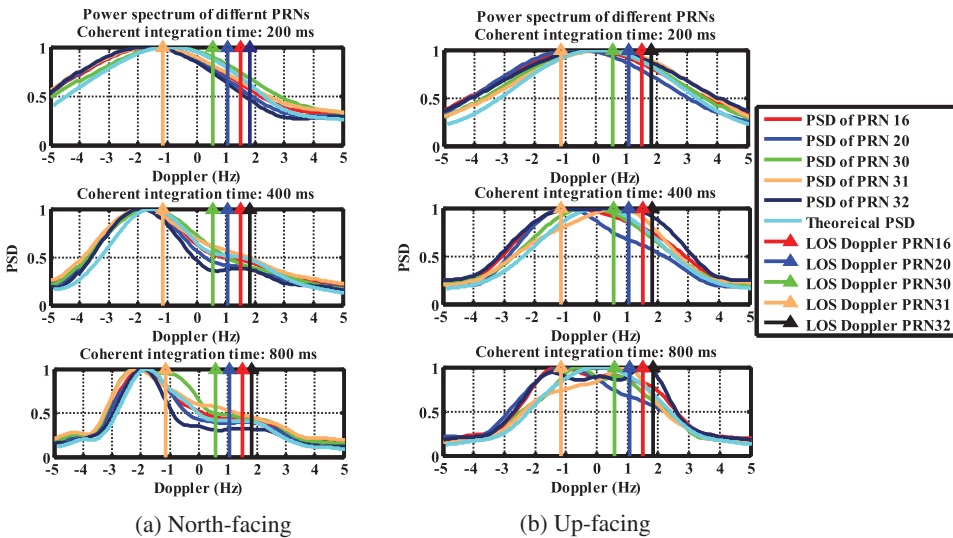 Power spectrum of differnt PRNs
Coherent integration time: 200 ms
1
0.5
0
-5 -4 -3 -2 -1 0 1 2 3 4 5
Doppler (Hz)
Coherent integration time: 400 ms
PSD
1
0.5
0
-5 -4 -3 -2 -1 0 1 2 3 4 5
Doppler (Hz)
Coherent integration time: 800 ms
1
0.5
0
-5 -4 -3 -2 -1 0 1 2 3 4 5
Doppler (Hz)
(a) North-facing
Power spectrum of different PRNs
Coherent integration time: 200 ms
1
0.5
0
-5 -4 -3 -2 -1 0 1 2 3 4 5
Doppler (Hz)
Coherent integration time: 400 ms
PSD
1
0.5
0
-5 -4 -3 -2 -1 0 1 2 3 4 5
Doppler (Hz)
Coherent integration time: 800 ms
1
0.5
0
-5 -4 -3 -2 -1 0 1 2 3 4 5
Doppler (Hz)
(b) Up-facing
PSD of PRN 16
PSD of PRN 20
PSD of PRN 30
PSD of PRN 31
PSD of PRN 32
Theoreical PSD
LOS Doppler PRN16
LOS Doppler PRN20
LOS Doppler PRN30
LOS Doppler PRN31
LOS Doppler PRN32